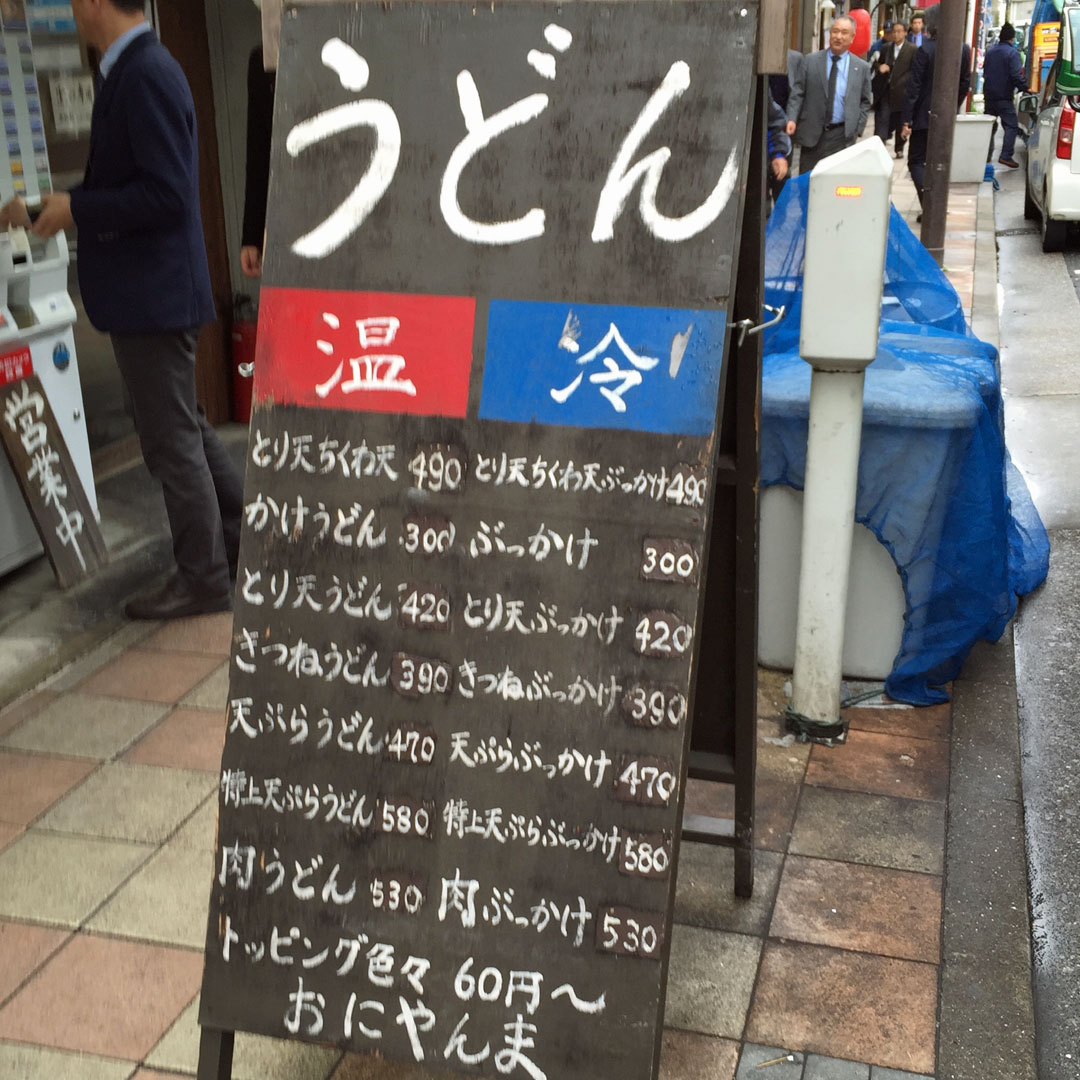 うどん
温 冷
とり天ちくわ天 490 とり天ちくわ天ぶっかけ 490
かけうどん 300 ぶっかけ 300
とり天うどん 420 とり天ぶっかけ 420
きつねうどん 390 きつねぶっかけ 390
天ぷらうどん 470 天ぷらぶっかけ 470
特上天ぷらうどん 580 特上天ぷらぶっかけ 580
肉うどん 530 肉ぶっかけ 530
トッピング色々 60円〜
おにやんま
営業中